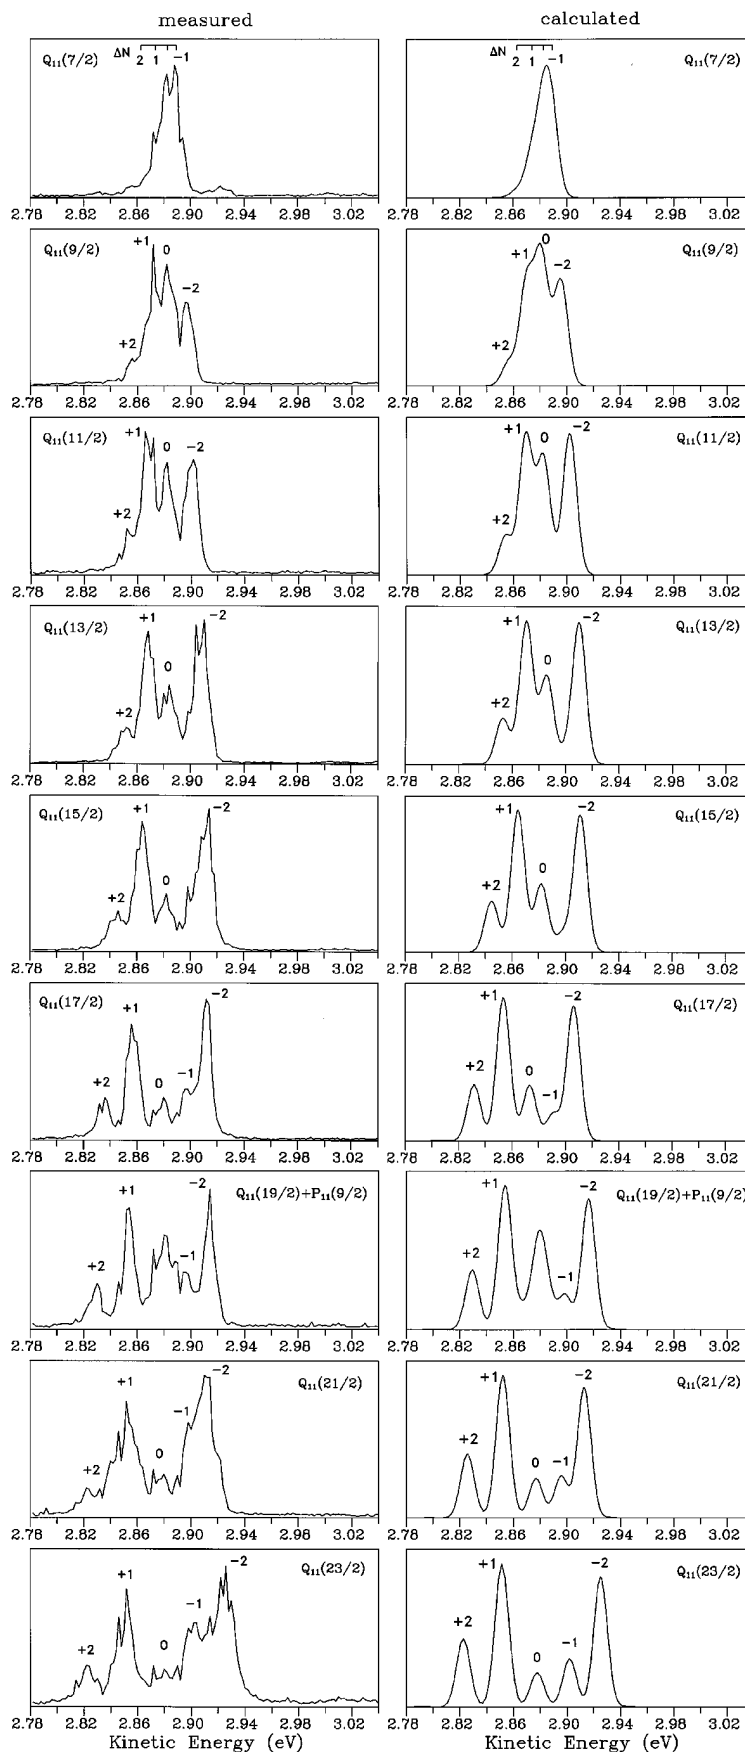 measured calculated
Q₁₁(7/2) ΔN 2 1 -1 ΔN 2 1 -1 Q₁₁(7/2)
2.78 2.82 2.86 2.90 2.94 2.98 3.02 2.78 2.82 2.86 2.90 2.94 2.98 3.02
Q₁₁(9/2) +2 +1 0 -2 +2 +1 0 -2 Q₁₁(9/2)
2.78 2.82 2.86 2.90 2.94 2.98 3.02 2.78 2.82 2.86 2.90 2.94 2.98 3.02
Q₁₁(11/2) +2 +1 0 -2 +2 +1 0 -2 Q₁₁(11/2)
2.78 2.82 2.86 2.90 2.94 2.98 3.02 2.78 2.82 2.86 2.90 2.94 2.98 3.02
Q₁₁(13/2) +2 +1 0 -2 +2 +1 0 -2 Q₁₁(13/2)
2.78 2.82 2.86 2.90 2.94 2.98 3.02 2.78 2.82 2.86 2.90 2.94 2.98 3.02
Q₁₁(15/2) +2 +1 0 -2 +2 +1 0 -2 Q₁₁(15/2)
2.78 2.82 2.86 2.90 2.94 2.98 3.02 2.78 2.82 2.86 2.90 2.94 2.98 3.02
Q₁₁(17/2) +2 +1 0 -1 -2 +2 +1 0 -1 -2 Q₁₁(17/2)
2.78 2.82 2.86 2.90 2.94 2.98 3.02 2.78 2.82 2.86 2.90 2.94 2.98 3.02
+2 +1 -1 -2 Q₁₁(19/2)+P₁₁(9/2) +2 +1 -1 -2 Q₁₁(19/2)+P₁₁(9/2)
2.78 2.82 2.86 2.90 2.94 2.98 3.02 2.78 2.82 2.86 2.90 2.94 2.98 3.02
+2 +1 0 -1 -2 Q₁₁(21/2) +2 +1 0 -1 -2 Q₁₁(21/2)
2.78 2.82 2.86 2.90 2.94 2.98 3.02 2.78 2.82 2.86 2.90 2.94 2.98 3.02
+2 +1 0 -1 -2 Q₁₁(23/2) +2 +1 0 -1 -2 Q₁₁(23/2)
2.78 2.82 2.86 2.90 2.94 2.98 3.02 2.78 2.82 2.86 2.90 2.94 2.98 3.02
Kinetic Energy (eV) Kinetic Energy (eV)